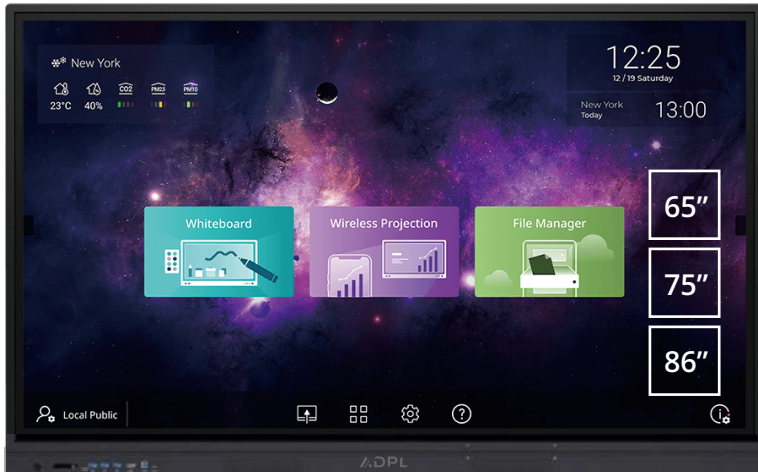 New York
CO2
PM2.5
PM10
23°C
40%
12:25
12 / 19 Saturday
New York
Today
13:00
Whiteboard
Wireless Projection
File Manager
65”
75”
86”
Local Public
ADPL